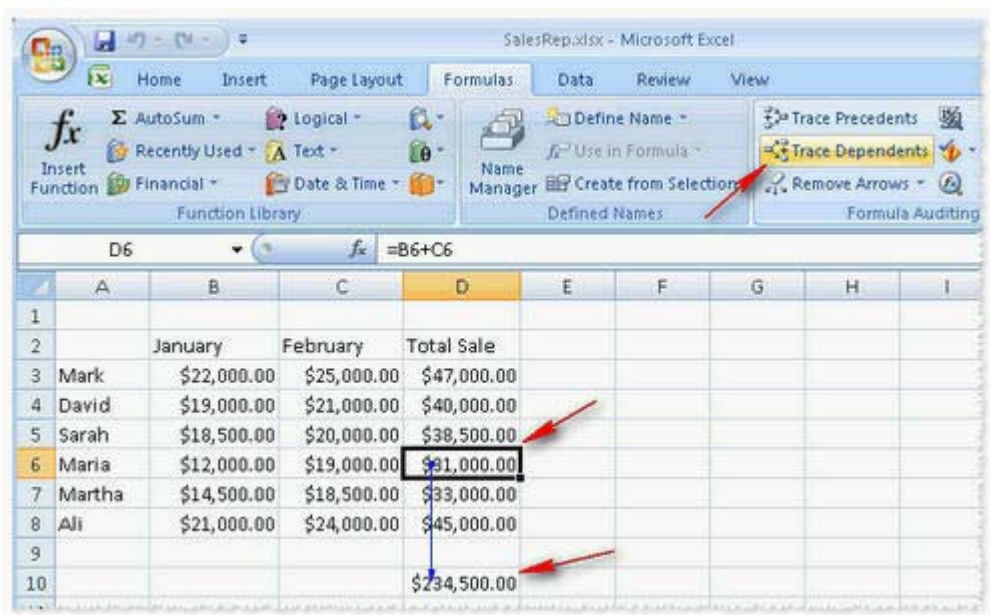 SalesRep.xlsx - Microsoft Excel
Home Insert Page Layout Formulas Data Review View
fx Insert Function
Σ AutoSum
Recently Used
Financial
Logical
Text
Date & Time
Function Library
Name Manager
Define Name
Use in Formula
Create from Selection
Defined Names
Trace Precedents
Trace Dependents
Remove Arrows
Formula Auditing
D6 fx =B6+C6
A B C D E F G H I
1
2 January February Total Sale
3 Mark $22,000.00 $25,000.00 $47,000.00
4 David $19,000.00 $21,000.00 $40,000.00
5 Sarah $18,500.00 $20,000.00 $38,500.00
6 Maria $12,000.00 $19,000.00 $31,000.00
7 Martha $14,500.00 $18,500.00 $33,000.00
8 Ali $21,000.00 $24,000.00 $45,000.00
9
10 $234,500.00